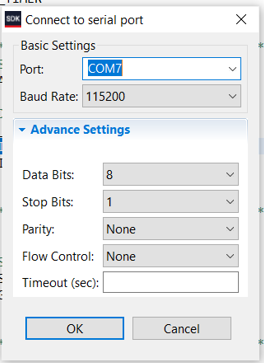 TIMER
SDK Connect to serial port
Basic Settings
Port: COM7
Baud Rate: 115200
Advance Settings
Data Bits: 8
Stop Bits: 1
Parity: None
Flow Control: None
Timeout (sec):
OK Cancel